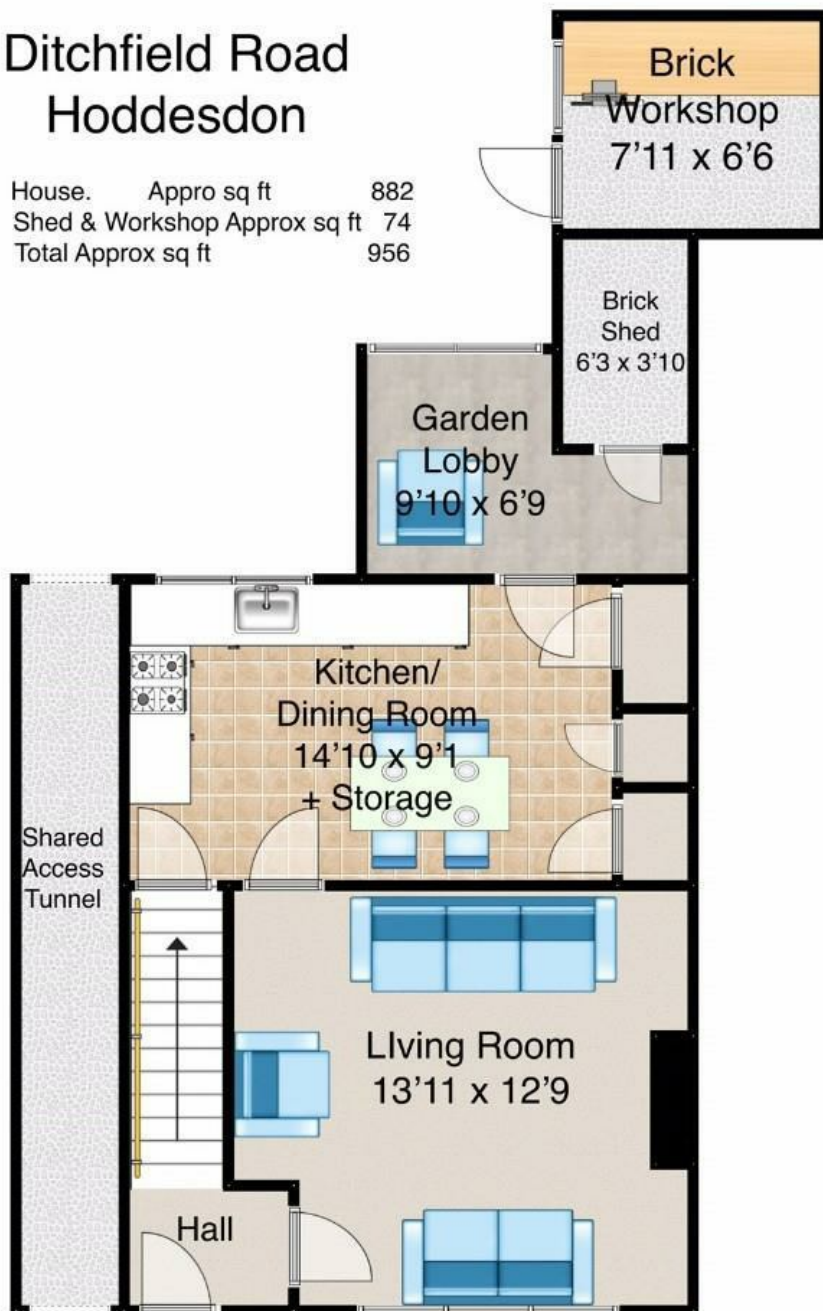 Ditchfield Road
Hoddesdon
House. Appro sq ft 882
Shed & Workshop Approx sq ft 74
Total Approx sq ft 956
Brick
Workshop
7'11 x 6'6
Brick
Shed
6'3 x 3'10
Garden
Lobby
9'10 x 6'9
Kitchen/
Dining Room
14'10 x 9'1
+ Storage
Shared
Access
Tunnel
LIving Room
13'11 x 12'9
Hall